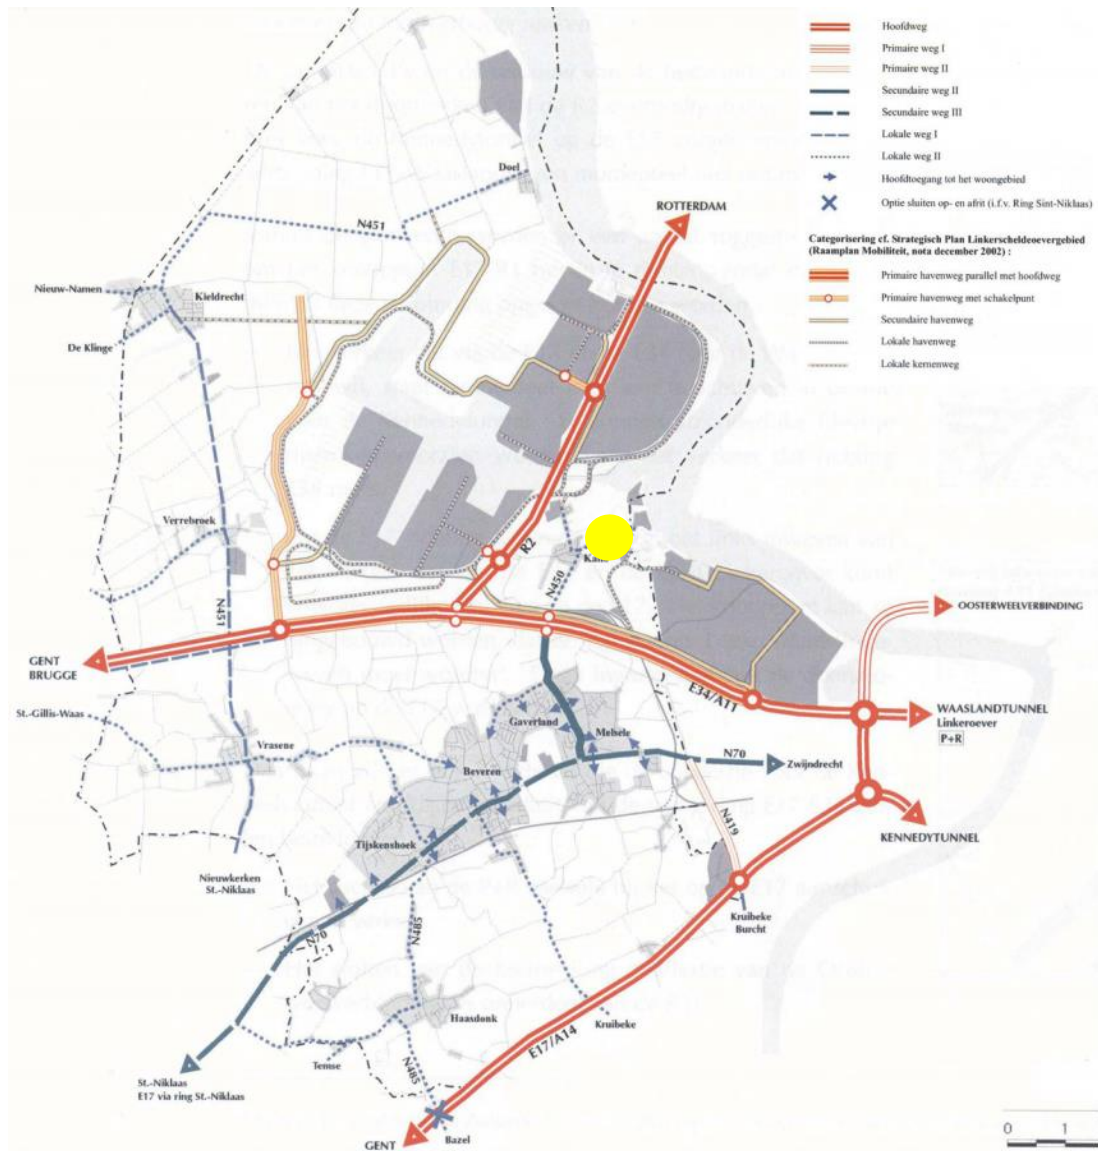 Hoofdweg
Primaire weg I
Primaire weg II
Secundaire weg II
Secundaire weg III
Lokale weg I
Lokale weg II
Hoofdtoegang tot het woongebied
Optie sluiten op- en afrit (i.f.v. Ring Sint-Niklaas)
Categorisering cf. Strategisch Plan Linkerscheldeoevergebied
(Raamplan Mobiliteit, nota december 2002) :
Primaire havenweg parallel met hoofdweg
Primaire havenweg met schakelpunt
Secundaire havenweg
Lokale havenweg
Lokale kernenweg
Doel
ROTTERDAM
N451
Nieuw-Namen
Kieldrecht
De Klinge
Verrebroek
R2
N450
N451
OOSTERWEELVERBINDING
GENT
BRUGGE
E34/A11
WAASLANDTUNNEL
Linkeroever
P+R
St.-Gillis-Waas
Vrasene
Gaverland
Melsele
N70
Zwijndrecht
Beveren
N419
KENNEDYTUNNEL
Tijskenshoek
Nieuwkerken
St.-Niklaas
Kruibeke
Burcht
N70
N485
Haasdonk
Kruibeke
E17/A14
Temse
N485
St.-Niklaas
E17 via ring St.-Niklaas
GENT
Bazel
0 1